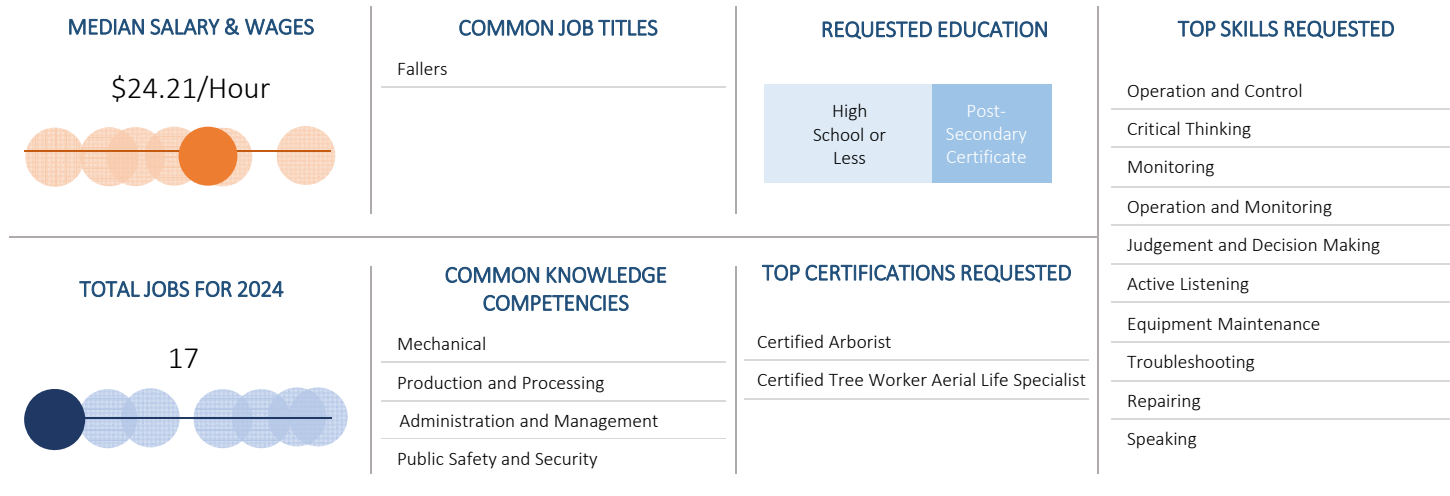 MEDIAN SALARY & WAGES
$24.21/Hour
COMMON JOB TITLES
Fallers
REQUESTED EDUCATION
High
School or
Less
Post-
Secondary
Certificate
TOP SKILLS REQUESTED
Operation and Control
Critical Thinking
Monitoring
Operation and Monitoring
Judgement and Decision Making
Active Listening
Equipment Maintenance
Troubleshooting
Repairing
Speaking
TOTAL JOBS FOR 2024
17
COMMON KNOWLEDGE
COMPETENCIES
Mechanical
Production and Processing
Administration and Management
Public Safety and Security
TOP CERTIFICATIONS REQUESTED
Certified Arborist
Certified Tree Worker Aerial Life Specialist